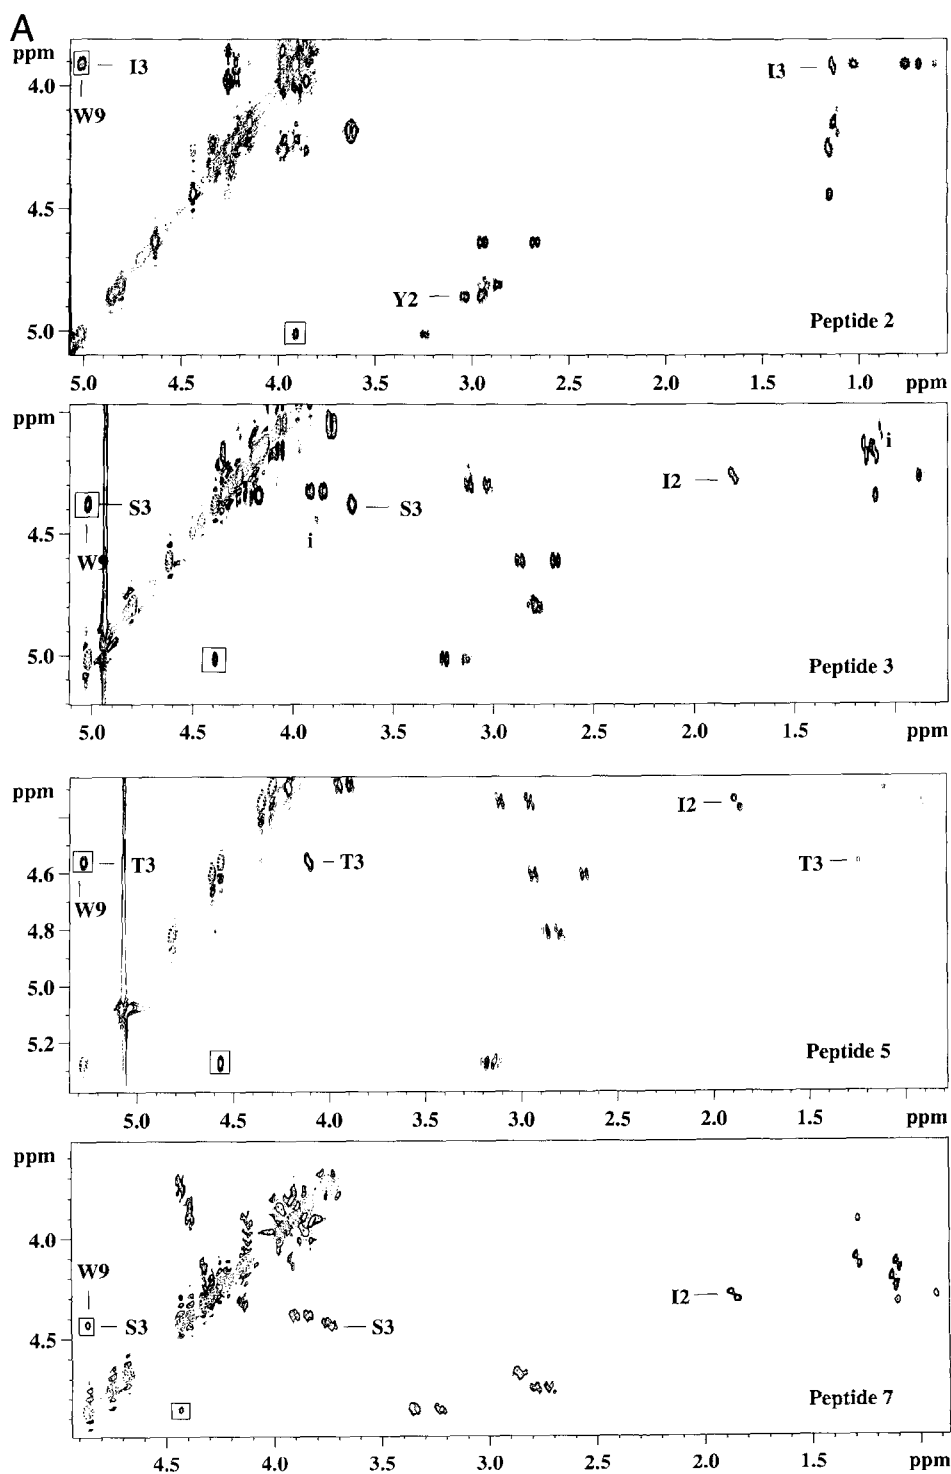 A
ppm
I3
I3
4.0
W9
4.5
Y2
Peptide 2
5.0
5.0 4.5 4.0 3.5 3.0 2.5 2.0 1.5 1.0 ppm
ppm
i
I2
S3
S3
4.5
i
W9
5.0
Peptide 3
5.0 4.5 4.0 3.5 3.0 2.5 2.0 1.5 ppm
ppm
I2
T3
T3
T3
4.6
W9
4.8
5.0
5.2
Peptide 5
5.0 4.5 4.0 3.5 3.0 2.5 2.0 1.5 ppm
ppm
4.0
W9
I2
S3
S3
4.5
Peptide 7
4.5 4.0 3.5 3.0 2.5 2.0 1.5 ppm